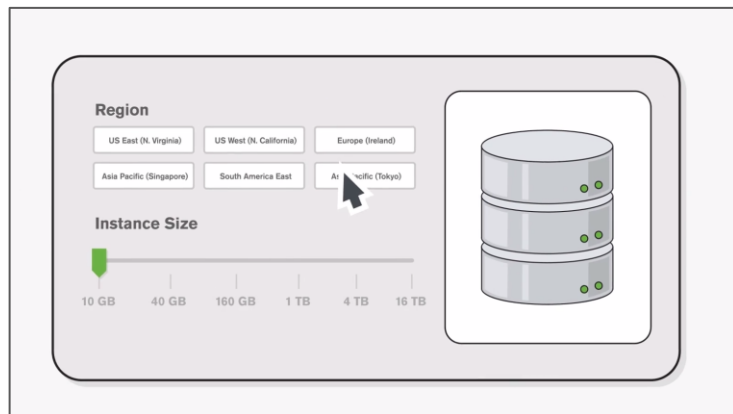 Region
US East (N. Virginia)
US West (N. California)
Europe (Ireland)
Asia Pacific (Singapore)
South America East
Pacific (Tokyo)
Instance Size
10 GB
40 GB
160 GB
1 TB
4 TB
16 TB